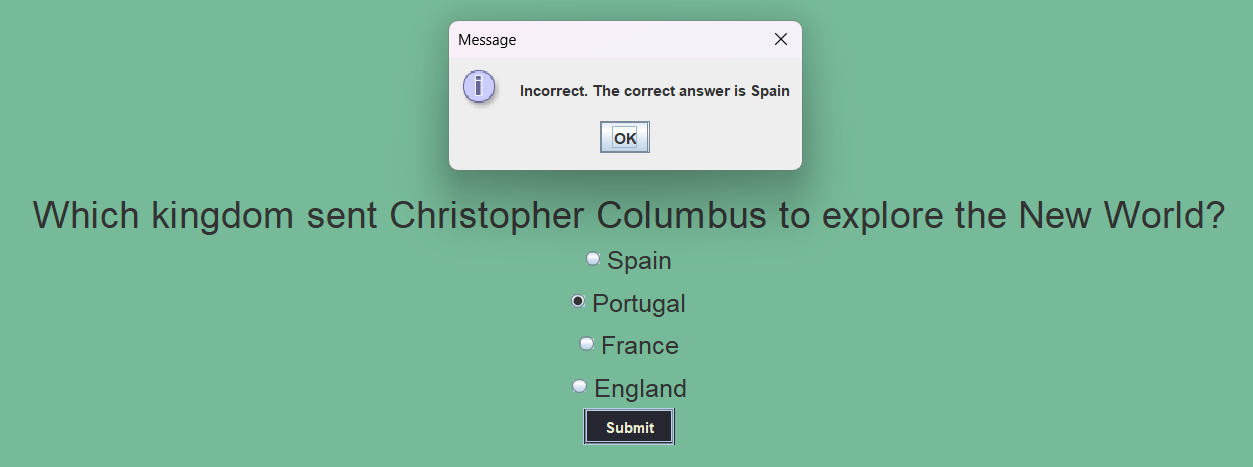 Message
Incorrect. The correct answer is Spain
OK
Which kingdom sent Christopher Columbus to explore the New World?
Spain
Portugal
France
England
Submit